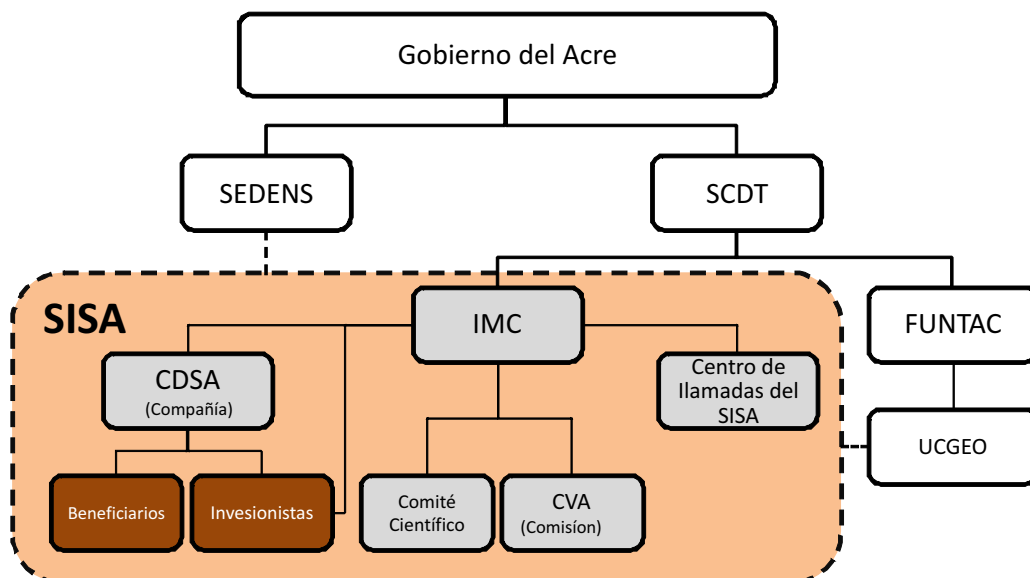 Gobierno del Acre
SEDENS
SCDT
SISA
IMC
FUNTAC
CDSA
(Compañía)
Centro de
llamadas del
SISA
UCGEO
Beneficiarios
Invesionistas
Comité
Científico
CVA
(Comisíon)